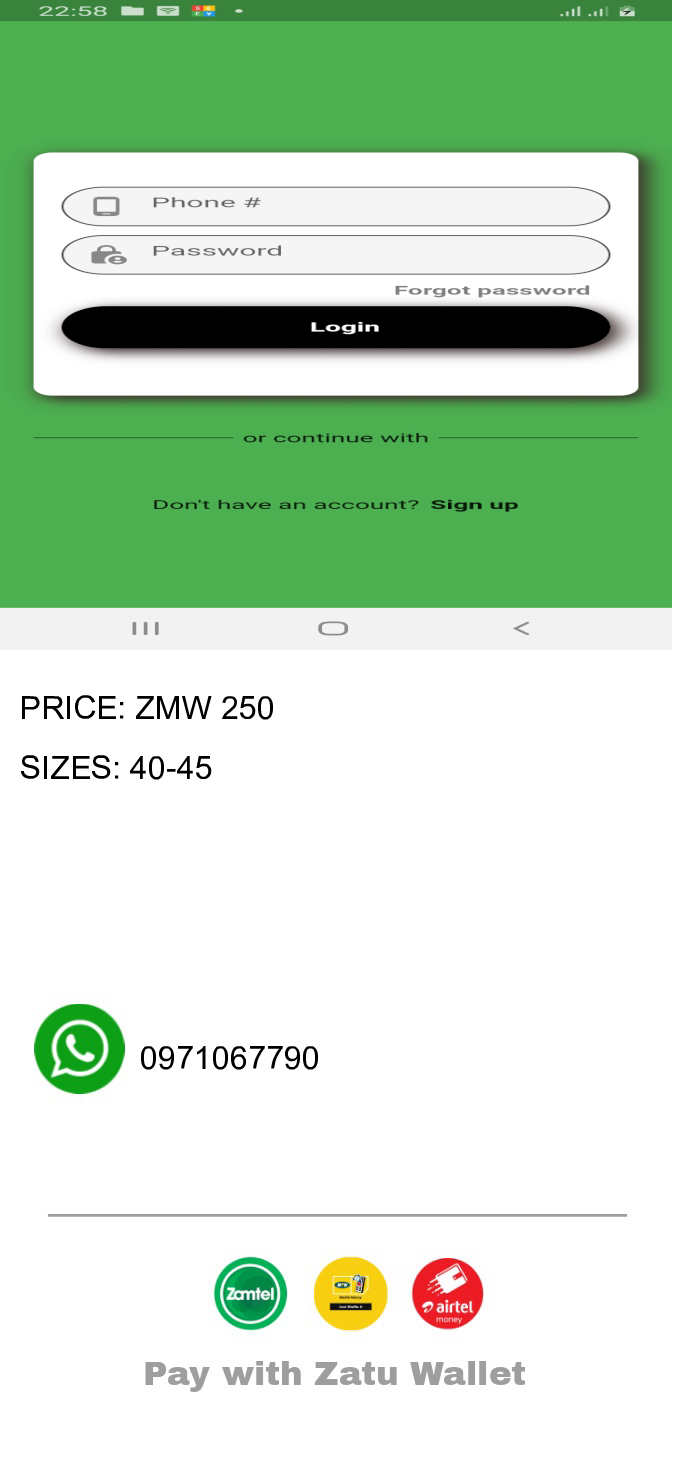 22:58
Phone #
Password
Forgot password
Login
or continue with
Don't have an account? Sign up
PRICE: ZMW 250
SIZES: 40-45
0971067790
Zamtel
MTN
airtel
money
Pay with Zatu Wallet